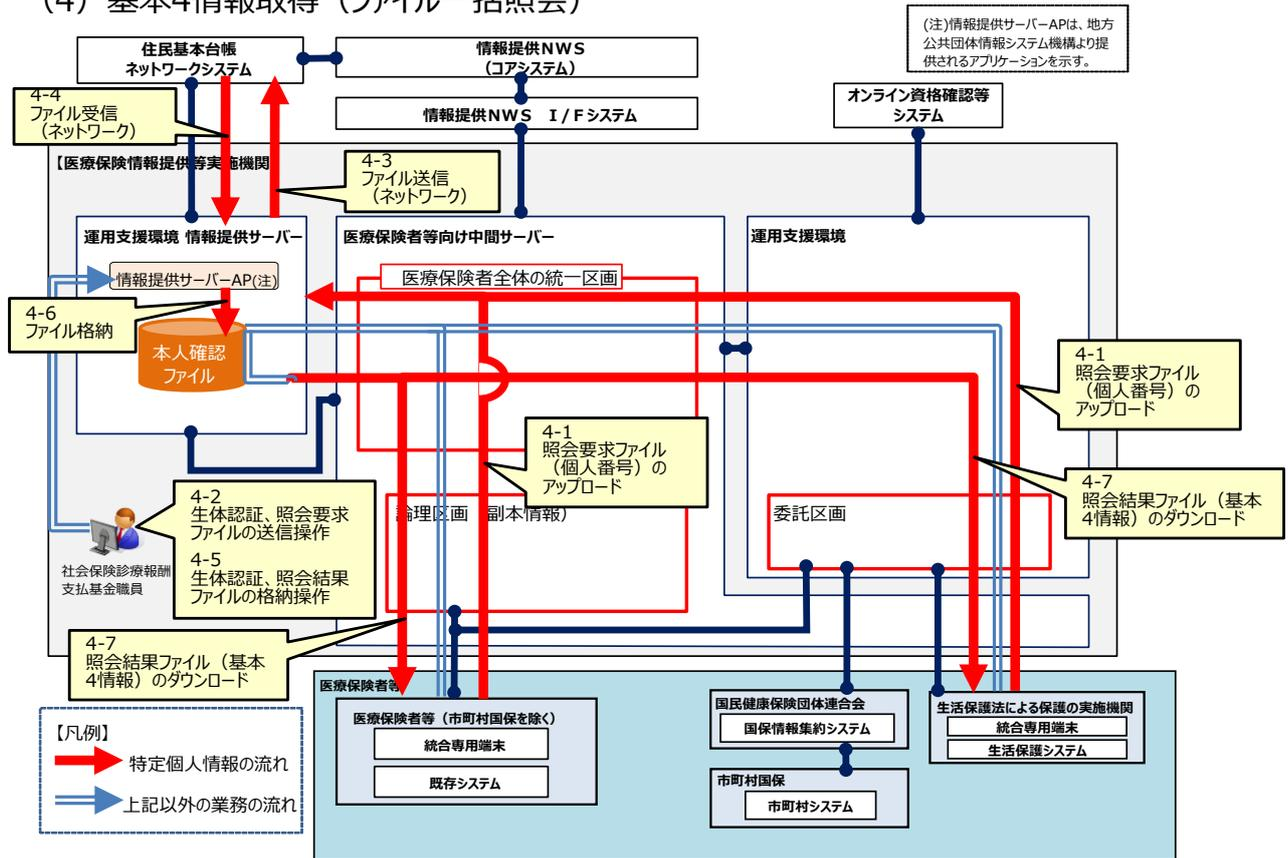 （4）基本4情報取得（ファイル一括照会）
(注)情報提供サーバーAPは、地方
公共団体情報システム機構より提
供されるアプリケーションを示す。
住民基本台帳
ネットワークシステム
情報提供NWS
（コアシステム）
情報提供NWS　I／Fシステム
オンライン資格確認等
システム
4-4
ファイル受信
（ネットワーク）
4-3
ファイル送信
（ネットワーク）
【医療保険情報提供等実施機関
運用支援環境 情報提供サーバー
医療保険者等向け中間サーバー
運用支援環境
情報提供サーバーAP(注)
医療保険者全体の統一区画
4-6
ファイル格納
本人確認
ファイル
4-1
照会要求ファイル
（個人番号）の
アップロード
4-1
照会要求ファイル
（個人番号）の
アップロード
4-7
照会結果ファイル（基本
4情報）のダウンロード
4-2
生体認証、照会要求
ファイルの送信操作
4-5
生体認証、照会結果
ファイルの格納操作
論理区画　副本情報）
委託区画
社会保険診療報酬
支払基金職員
4-7
照会結果ファイル（基本
4情報）のダウンロード
医療保険者等
医療保険者等（市町村国保を除く）
統合専用端末
既存システム
国民健康保険団体連合会
国保情報集約システム
市町村国保
市町村システム
生活保護法による保護の実施機関
統合専用端末
生活保護システム
【凡例】
特定個人情報の流れ
上記以外の業務の流れ